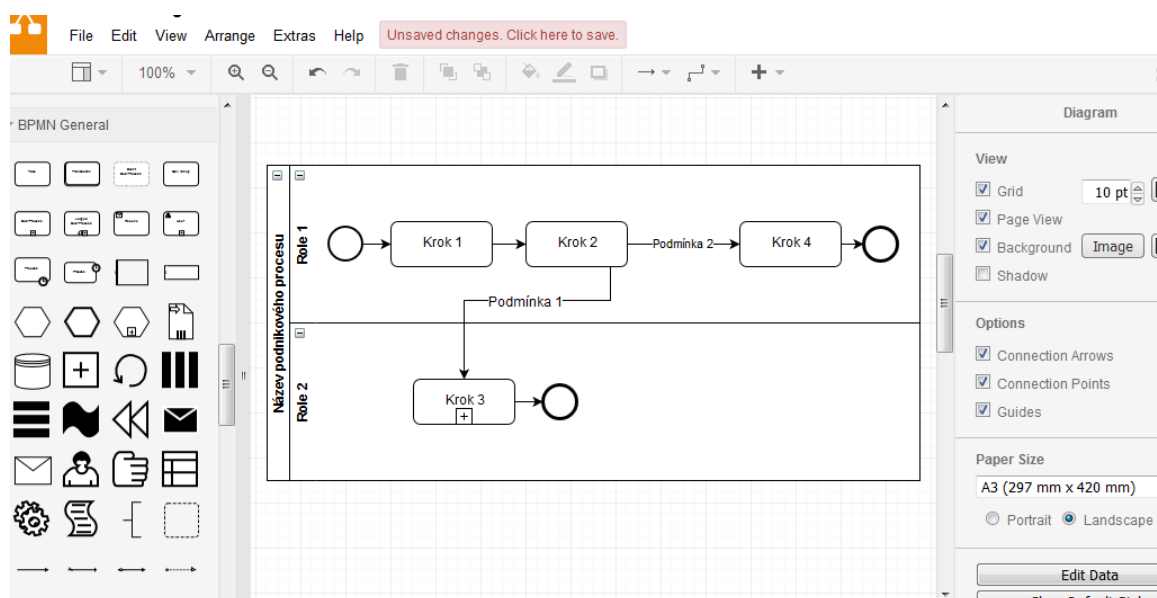 File Edit View Arrange Extras Help Unsaved changes. Click here to save.
100%
BPMN General
Diagram
View
Grid 10 pt
Page View
Background Image
Shadow
Options
Connection Arrows
Connection Points
Guides
Paper Size
A3 (297 mm x 420 mm)
Portrait Landscape
Edit Data
Název podnikového procesu
Role 1
Krok 1
Krok 2
Podmínka 2
Krok 4
Podmínka 1
Role 2
Krok 3